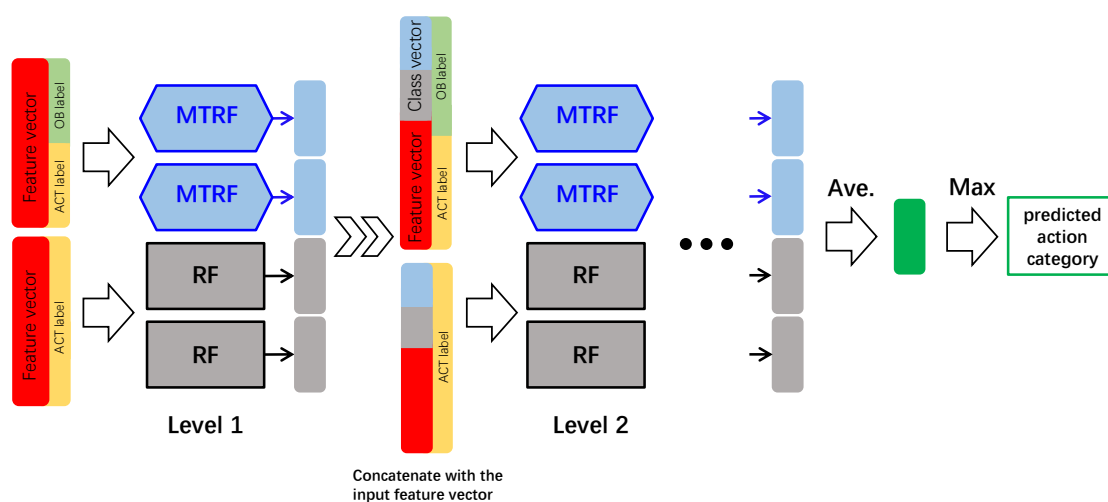 Feature vector
OB label
ACT label
Feature vector
ACT label
MTRF
MTRF
RF
RF
Level 1
Class vector
Feature vector
OB label
ACT label
ACT label
Concatenate with the
input feature vector
MTRF
MTRF
RF
RF
Level 2
Ave.
Max
predicted
action
category